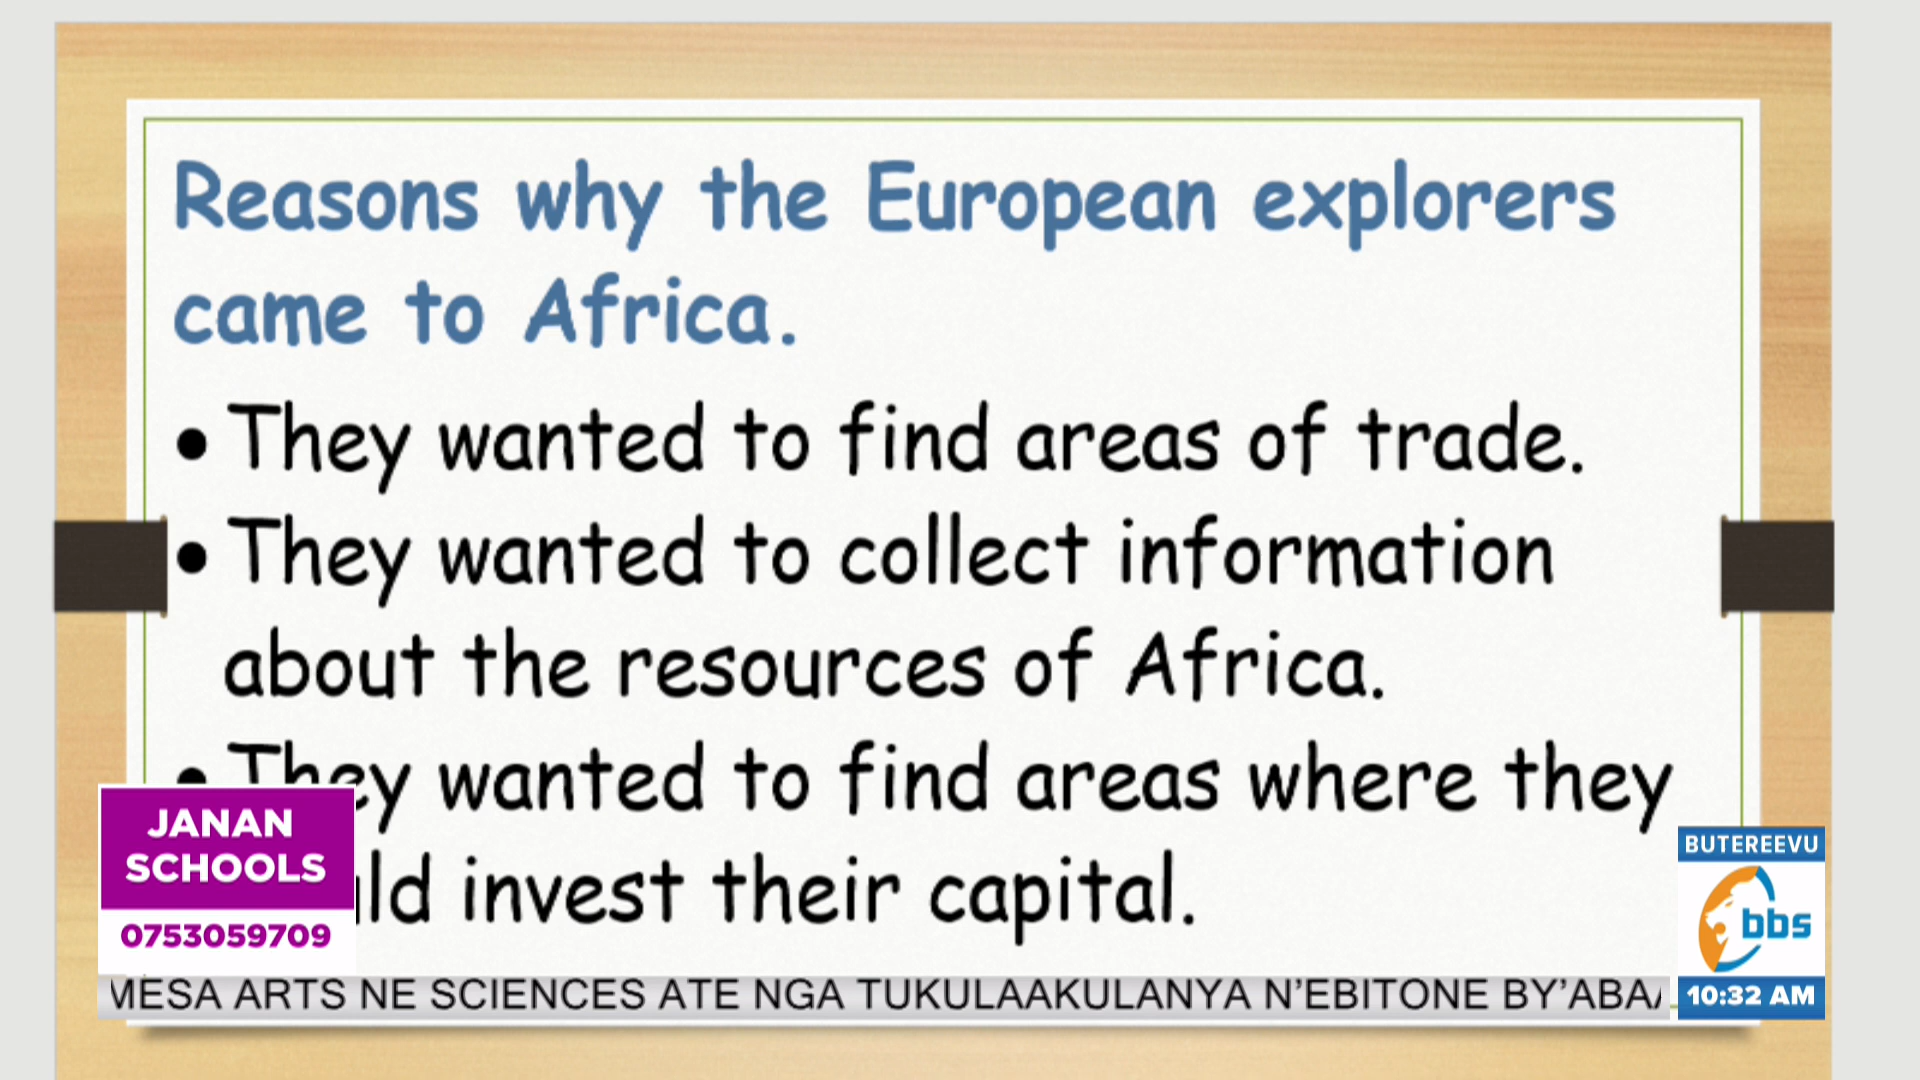 Reasons why the European explorers
came to Africa.
• They wanted to find areas of trade.
• They wanted to collect information
about the resources of Africa.
• They wanted to find areas where they
invest their capital.
JANAN
SCHOOLS
0753059709
BUTEREEVU
bbs
10:32 AM
MESA ARTS NE SCIENCES ATE NGA TUKULAAKULANYA N'EBITONE BY'ABAA